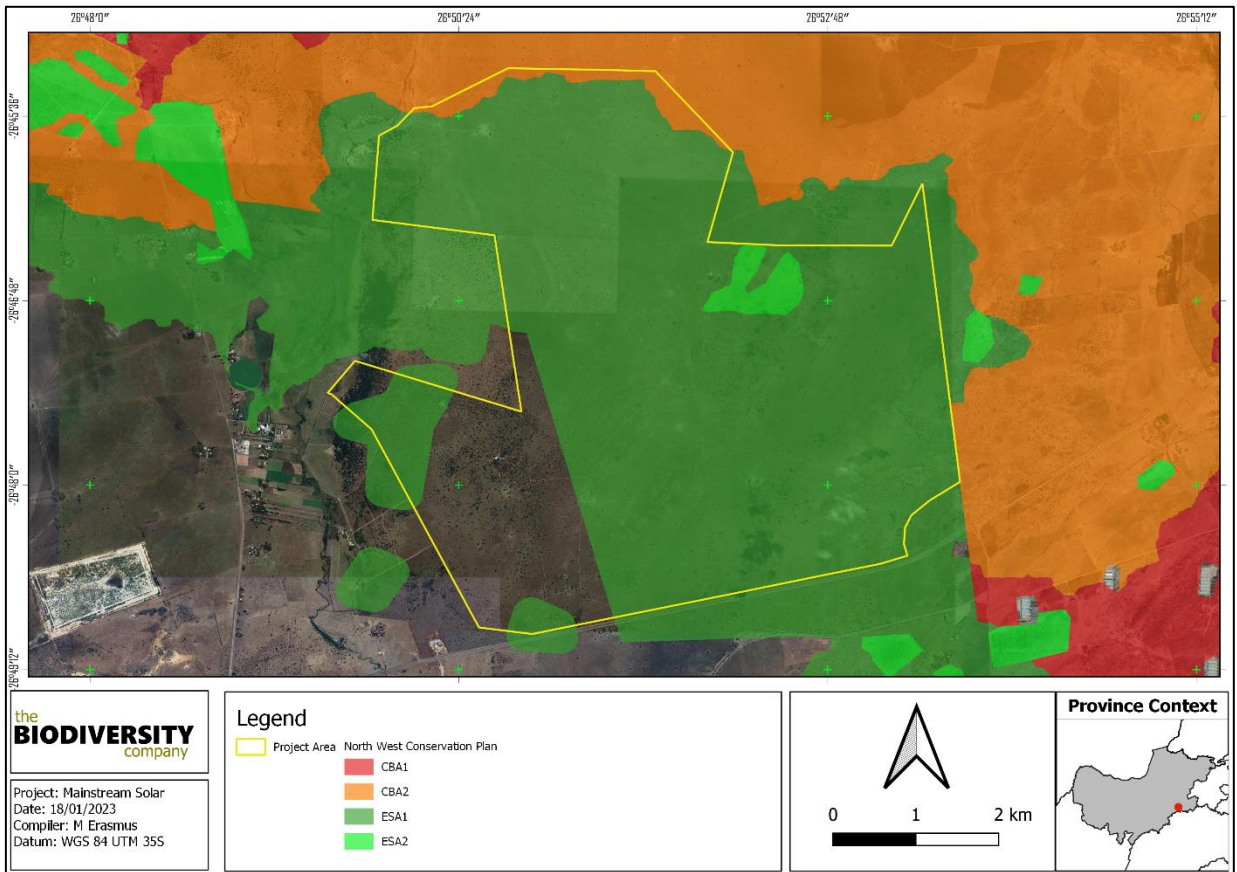 26°48′0″
26°50′24″
26°52′48″
26°55′12″
-26°45′36″
-26°46′48″
-26°48′0″
-26°49′12″
the
BIODIVERSITY
company
Project: Mainstream Solar
Date: 18/01/2023
Compiler: M Erasmus
Datum: WGS 84 UTM 35S
Legend
Project Area
North West Conservation Plan
CBA1
CBA2
ESA1
ESA2
0 1 2 km
Province Context